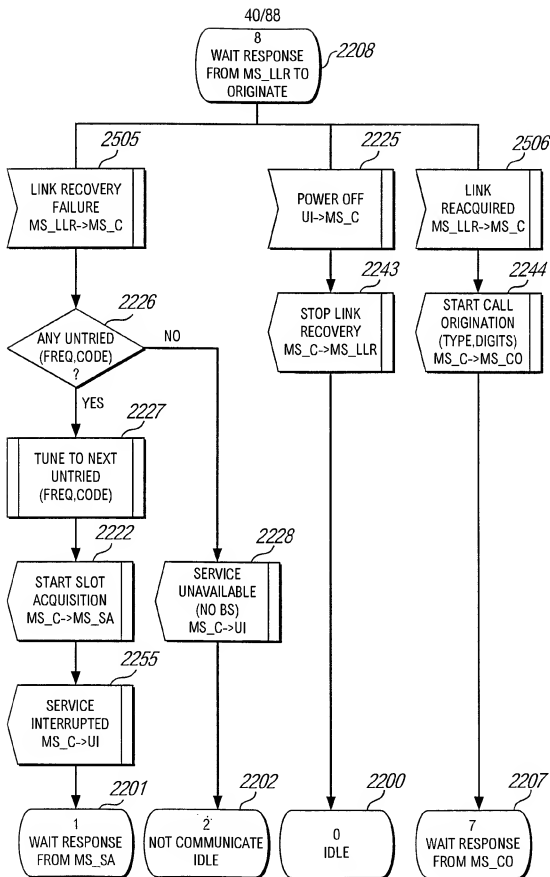 40/88
8
WAIT RESPONSE
FROM MS_LLR TO
ORIGINATE
2208
2505
LINK RECOVERY
FAILURE
MS_LLR->MS_C
2225
POWER OFF
UI->MS_C
2506
LINK
REACQUIRED
MS_LLR->MS_C
2226
ANY UNTRIED
(FREQ,CODE)
?
NO
YES
2243
STOP LINK
RECOVERY
MS_C->MS_LLR
2244
START CALL
ORIGINATION
(TYPE,DIGITS)
MS_C->MS_CO
2227
TUNE TO NEXT
UNTRIED
(FREQ,CODE)
2222
START SLOT
ACQUISITION
MS_C->MS_SA
2228
SERVICE
UNAVAILABLE
(NO BS)
MS_C->UI
2255
SERVICE
INTERRUPTED
MS_C->UI
2201
1
WAIT RESPONSE
FROM MS_SA
2202
2
NOT COMMUNICATE
IDLE
2200
0
IDLE
2207
7
WAIT RESPONSE
FROM MS_CO